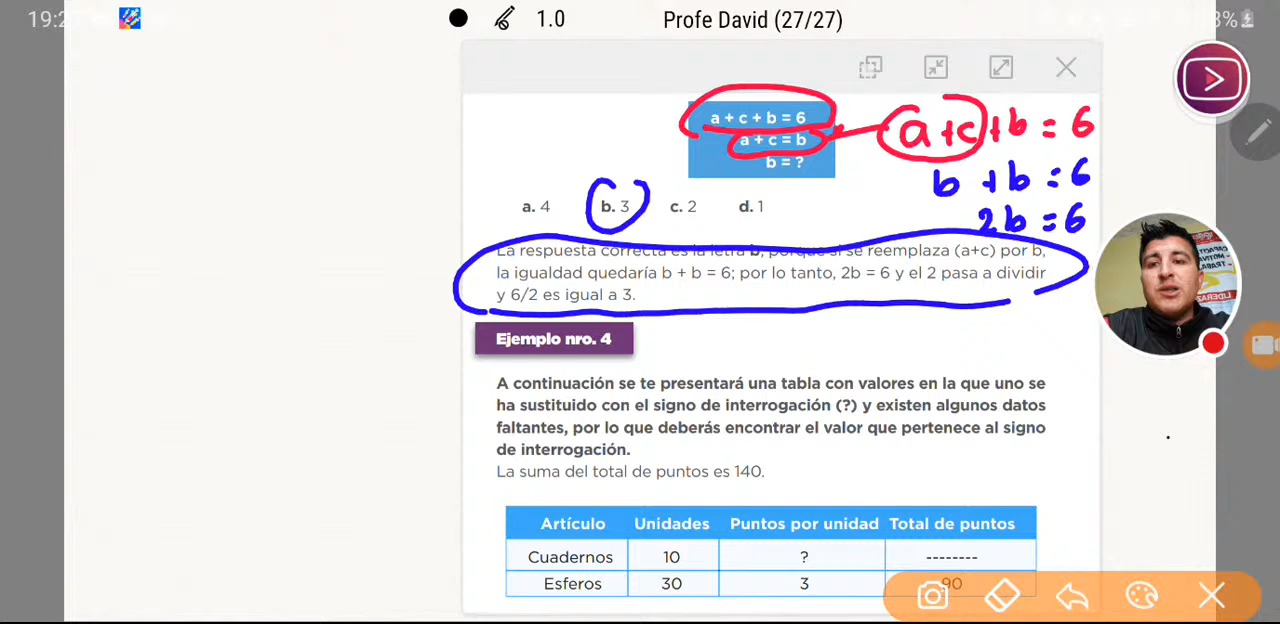 1.0 Profe David (27/27)
a + c + b = 6
a + c = b
b = ?
a+c+b = 6
b +b = 6
2b = 6
a. 4 b. 3 c. 2 d. 1
La respuesta correcta es la letra b, porque si se reemplaza (a+c) por b,
la igualdad quedaría b + b = 6; por lo tanto, 2b = 6 y el 2 pasa a dividir
y 6/2 es igual a 3.
Ejemplo nro. 4
A continuación se te presentará una tabla con valores en la que uno se
ha sustituido con el signo de interrogación (?) y existen algunos datos
faltantes, por lo que deberás encontrar el valor que pertenece al signo
de interrogación.
La suma del total de puntos es 140.
Artículo Unidades Puntos por unidad Total de puntos
Cuadernos 10 ? --------
Esferos 30 3 90